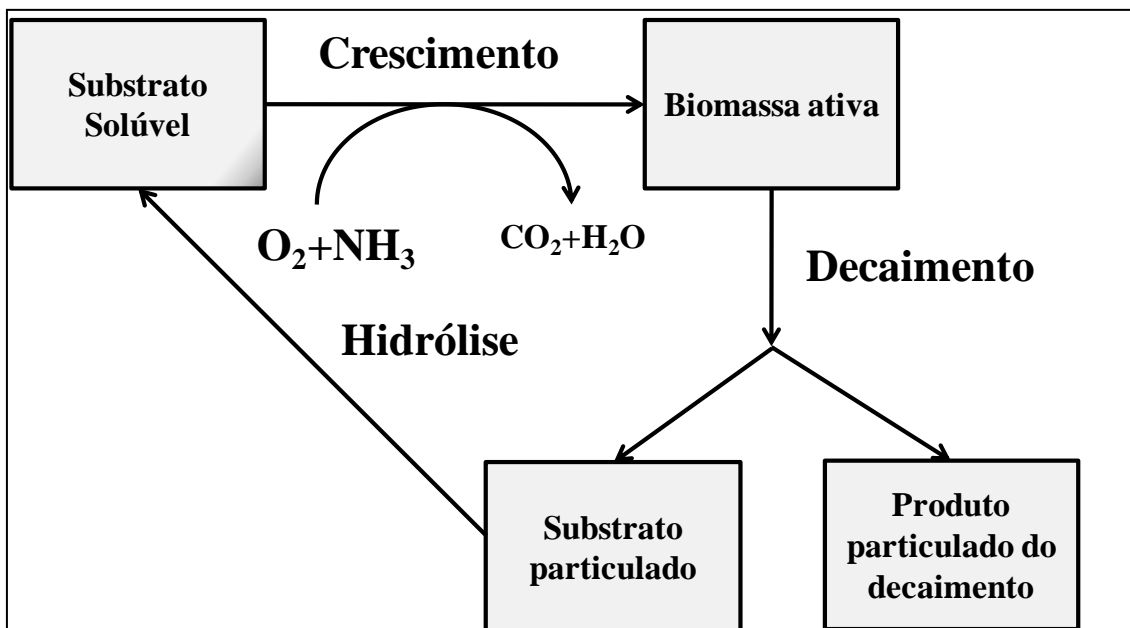 Crescimento
Substrato
Solúvel
Biomassa ativa
O₂+NH₃
CO₂+H₂O
Decaimento
Hidrólise
Substrato
particulado
Produto
particulado do
decaimento